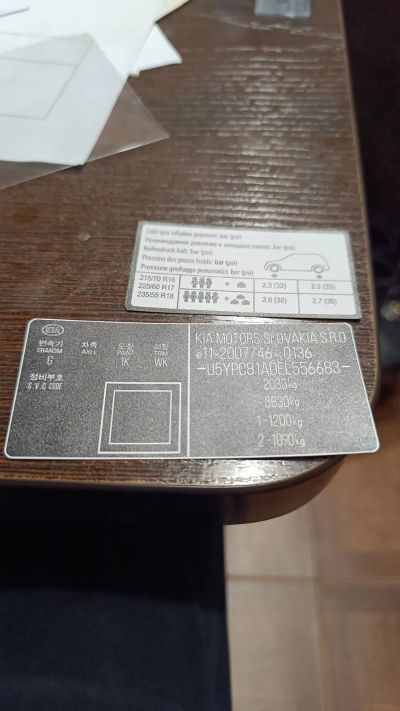 Cold tyre inflation pressure: bar (psi)
Рекомендуемое давление в холодных шинах: bar (psi)
Reifendruck kalt: bar (psi)
Pression des pneus froids: bar (psi)
Pressione gonfiaggio pneumatici: bar (psi)
215/70 R16
225/60 R17
235/55 R18
+
2.3 (33)
2.3 (33)
+
2.6 (38)
2.7 (39)
KIA
변속기 차축 도장 의장
TRANSM AXLE PAINT TRIM
6 1K WK
정비부호
S.V.C CODE
KIA MOTORS SLOVAKIA S.R.O
e11-2007/46-0136
-U5YPC81ADEL556683-
2030kg
3630kg
1-1200kg
2-1090kg